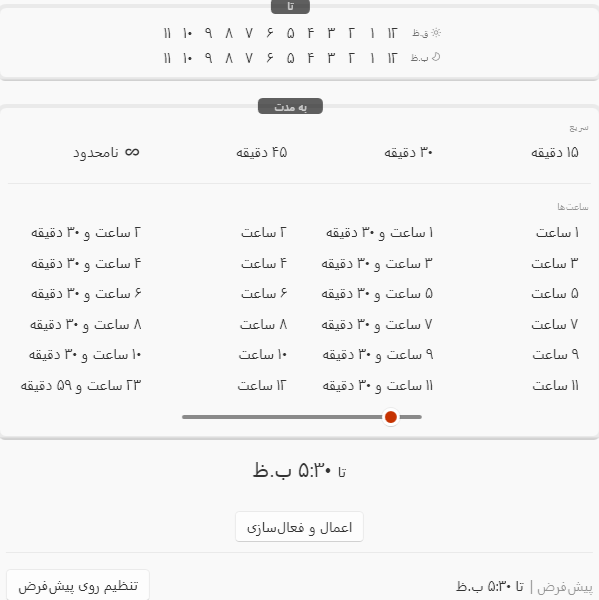 تا
ق.ظ ۱۲ ۱ ۲ ۳ ۴ ۵ ۶ ۷ ۸ ۹ ۱۰ ۱۱
ب.ظ ۱۲ ۱ ۲ ۳ ۴ ۵ ۶ ۷ ۸ ۹ ۱۰ ۱۱
به مدت
سریع
۱۵ دقیقه ۳۰ دقیقه ۴۵ دقیقه ∞ نامحدود
ساعت‌ها
۱ ساعت ۱ ساعت و ۳۰ دقیقه ۲ ساعت ۲ ساعت و ۳۰ دقیقه
۳ ساعت ۳ ساعت و ۳۰ دقیقه ۴ ساعت ۴ ساعت و ۳۰ دقیقه
۵ ساعت ۵ ساعت و ۳۰ دقیقه ۶ ساعت ۶ ساعت و ۳۰ دقیقه
۷ ساعت ۷ ساعت و ۳۰ دقیقه ۸ ساعت ۸ ساعت و ۳۰ دقیقه
۹ ساعت ۹ ساعت و ۳۰ دقیقه ۱۰ ساعت ۱۰ ساعت و ۳۰ دقیقه
۱۱ ساعت ۱۱ ساعت و ۳۰ دقیقه ۱۲ ساعت ۲۳ ساعت و ۵۹ دقیقه
تا ۵:۳۰ ب.ظ
اعمال و فعال‌سازی
پیش‌فرض | تا ۵:۳۰ ب.ظ تنظیم روی پیش‌فرض